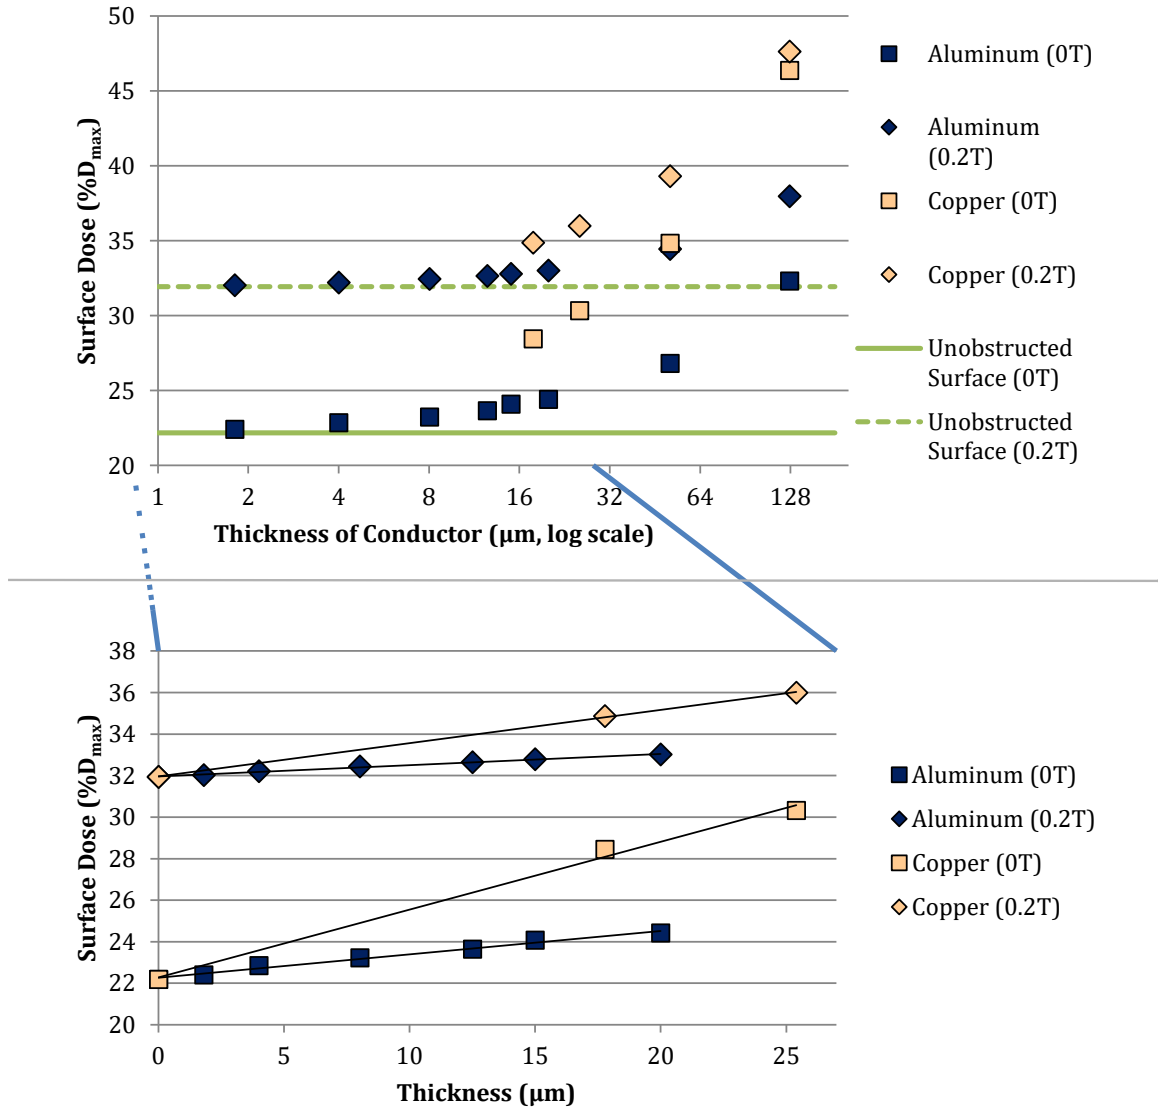 50
45
40
35
30
25
20
Surface Dose (%Dmax)
1 2 4 8 16 32 64 128
Thickness of Conductor (µm, log scale)
Aluminum (0T)
Aluminum
(0.2T)
Copper (0T)
Copper (0.2T)
Unobstructed
Surface (0T)
Unobstructed
Surface (0.2T)
38
36
34
32
30
28
26
24
22
20
Surface Dose (%Dmax)
0 5 10 15 20 25
Thickness (µm)
Aluminum (0T)
Aluminum (0.2T)
Copper (0T)
Copper (0.2T)